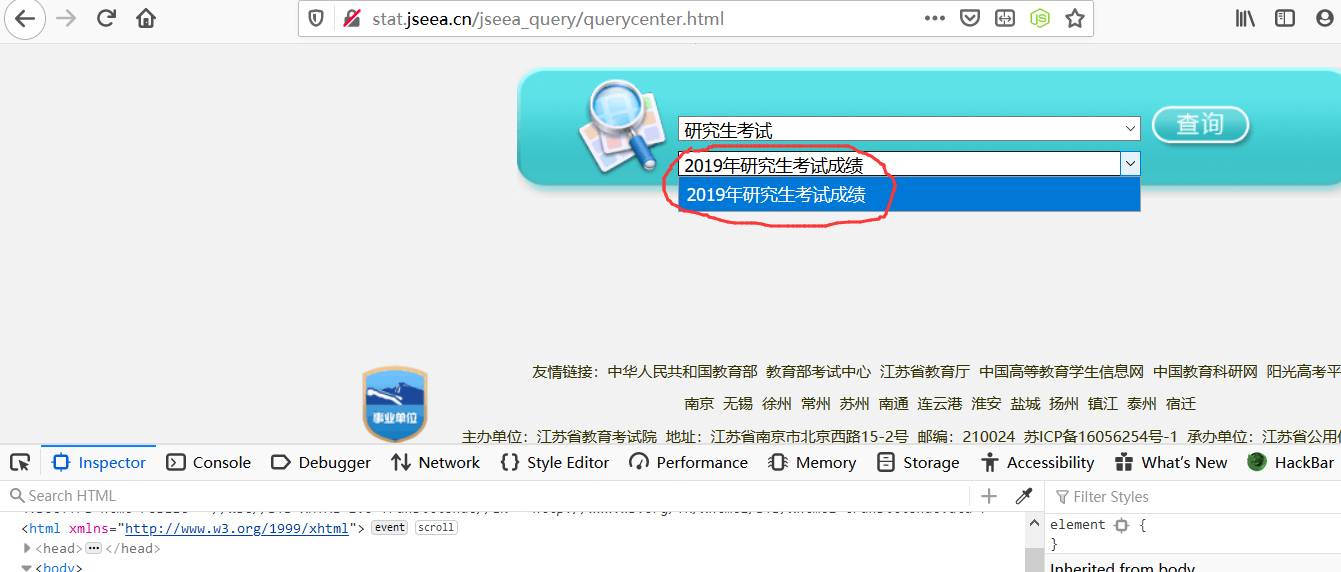 stat.jseea.cn/jseea_query/querycenter.html
研究生考试
查询
2019年研究生考试成绩
2019年研究生考试成绩
友情链接：中华人民共和国教育部 教育部考试中心 江苏省教育厅 中国高等教育学生信息网 中国教育科研网 阳光高考平
南京 无锡 徐州 常州 苏州 南通 连云港 淮安 盐城 扬州 镇江 泰州 宿迁
事业单位
主办单位：江苏省教育考试院 地址：江苏省南京市北京西路15-2号 邮编：210024 苏ICP备16056254号-1 承办单位：江苏省公用
Inspector Console Debugger Network Style Editor Performance Memory Storage Accessibility What's New HackBar
Search HTML
Filter Styles
<html xmlns="http://www.w3.org/1999/xhtml"> event scroll
<head>…</head>
<body>
element {
}
Inherited from body